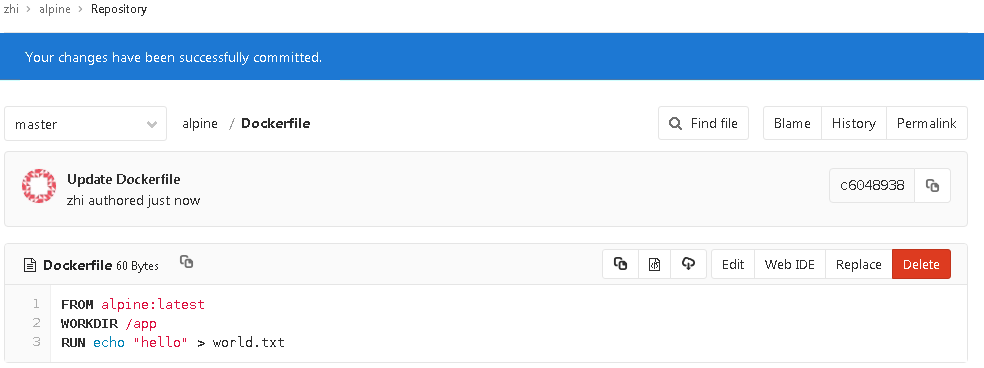 zhi > alpine > Repository
Your changes have been successfully committed.
master
alpine / Dockerfile
Find file
Blame
History
Permalink
Update Dockerfile
zhi authored just now
c6048938
Dockerfile 60 Bytes
Edit
Web IDE
Replace
Delete
1 FROM alpine:latest
2 WORKDIR /app
3 RUN echo "hello" > world.txt